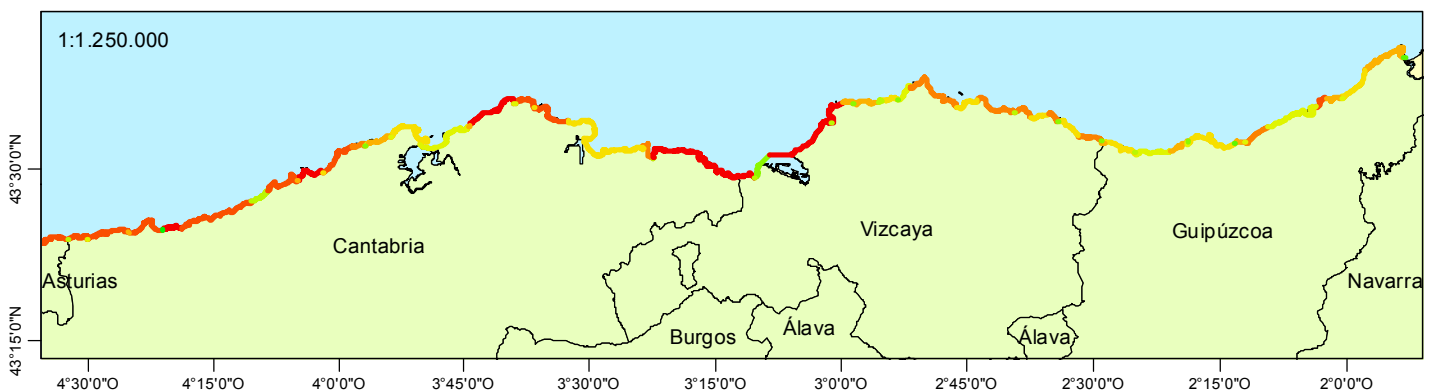 1:1.250.000
43°30'0"N
43°15'0"N
Asturias
Cantabria
Vizcaya
Guipúzcoa
Navarra
Burgos
Álava
Álava
4°30'0"O
4°15'0"O
4°0'0"O
3°45'0"O
3°30'0"O
3°15'0"O
3°0'0"O
2°45'0"O
2°30'0"O
2°15'0"O
2°0'0"O